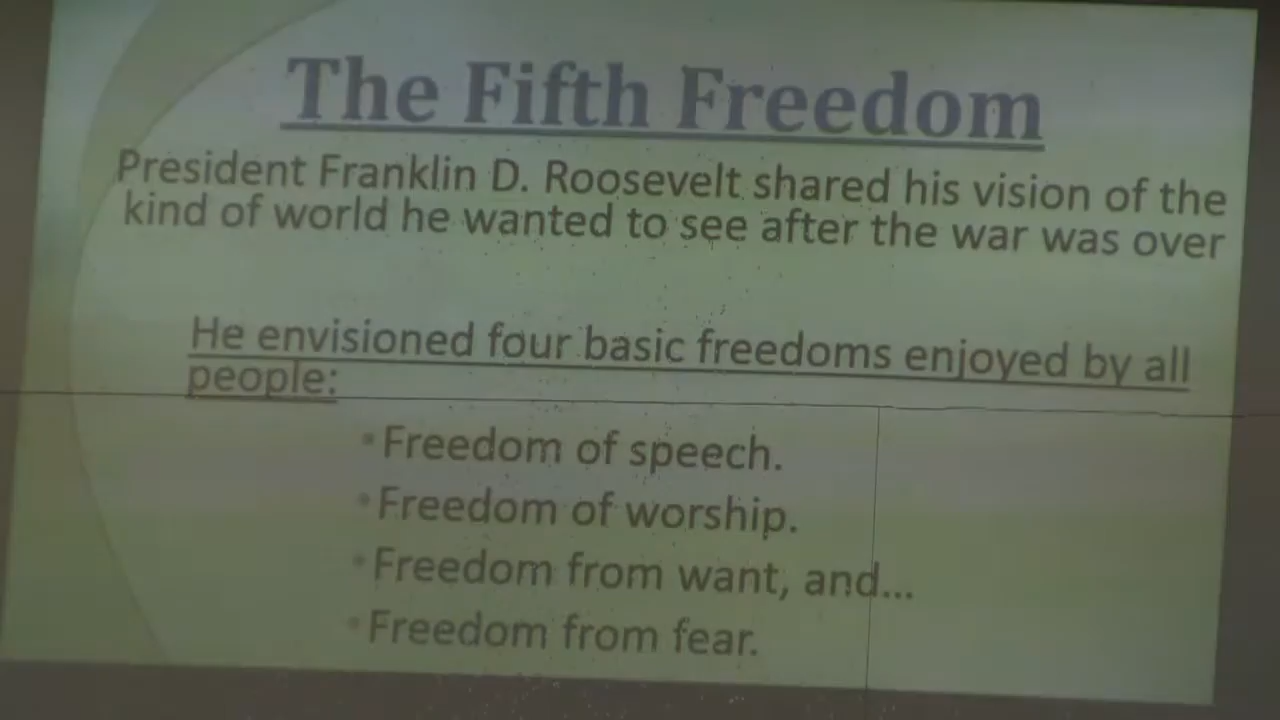 The Fifth Freedom
President Franklin D. Roosevelt shared his vision of the
kind of world he wanted to see after the war was over
He envisioned four basic freedoms enjoyed by all
people:
• Freedom of speech.
• Freedom of worship.
• Freedom from want, and...
• Freedom from fear.